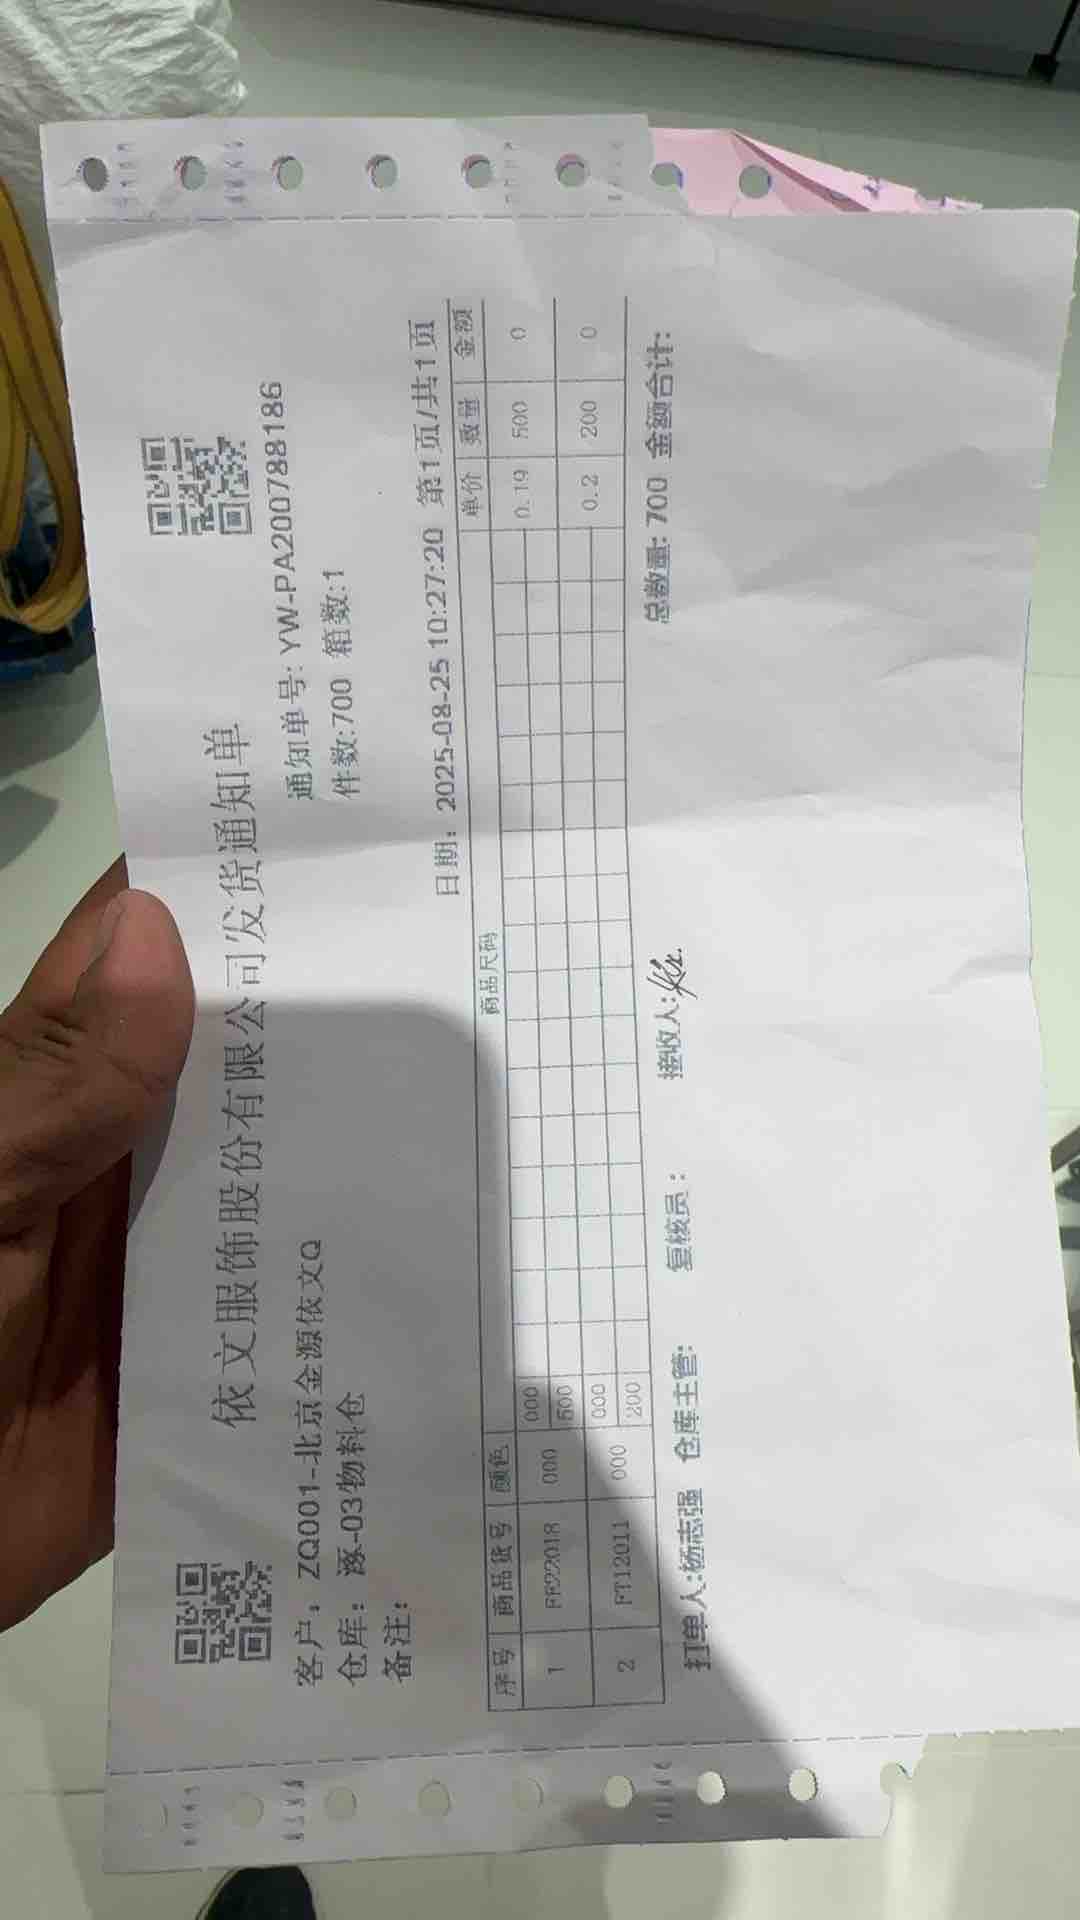 依文服饰股份有限公司发货通知单
客户: ZQ001-北京金源依文Q 通知单号: YW-PA200788186
仓库: 涿-03物料仓 件数:700 箱数:1
备注:
日期: 2025-08-25 10:27:20 第1页/共1页
序号 商品货号 颜色 商品尺码 单价 数量 金额
1 FF22018 000 000 0.19 500 0
500
2 FT12011 000 000 0.2 200 0
200
总数量: 700 金额合计:
打单人:杨志强 仓库主管: 复核员: 接收人: